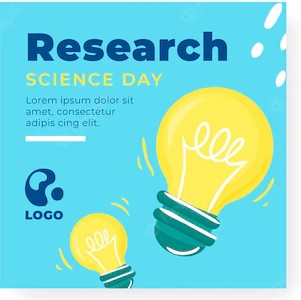 Research
SCIENCE DAY
Lorem ipsum dolor sit
amet, consectetur
adipis cing elit.
LOGO